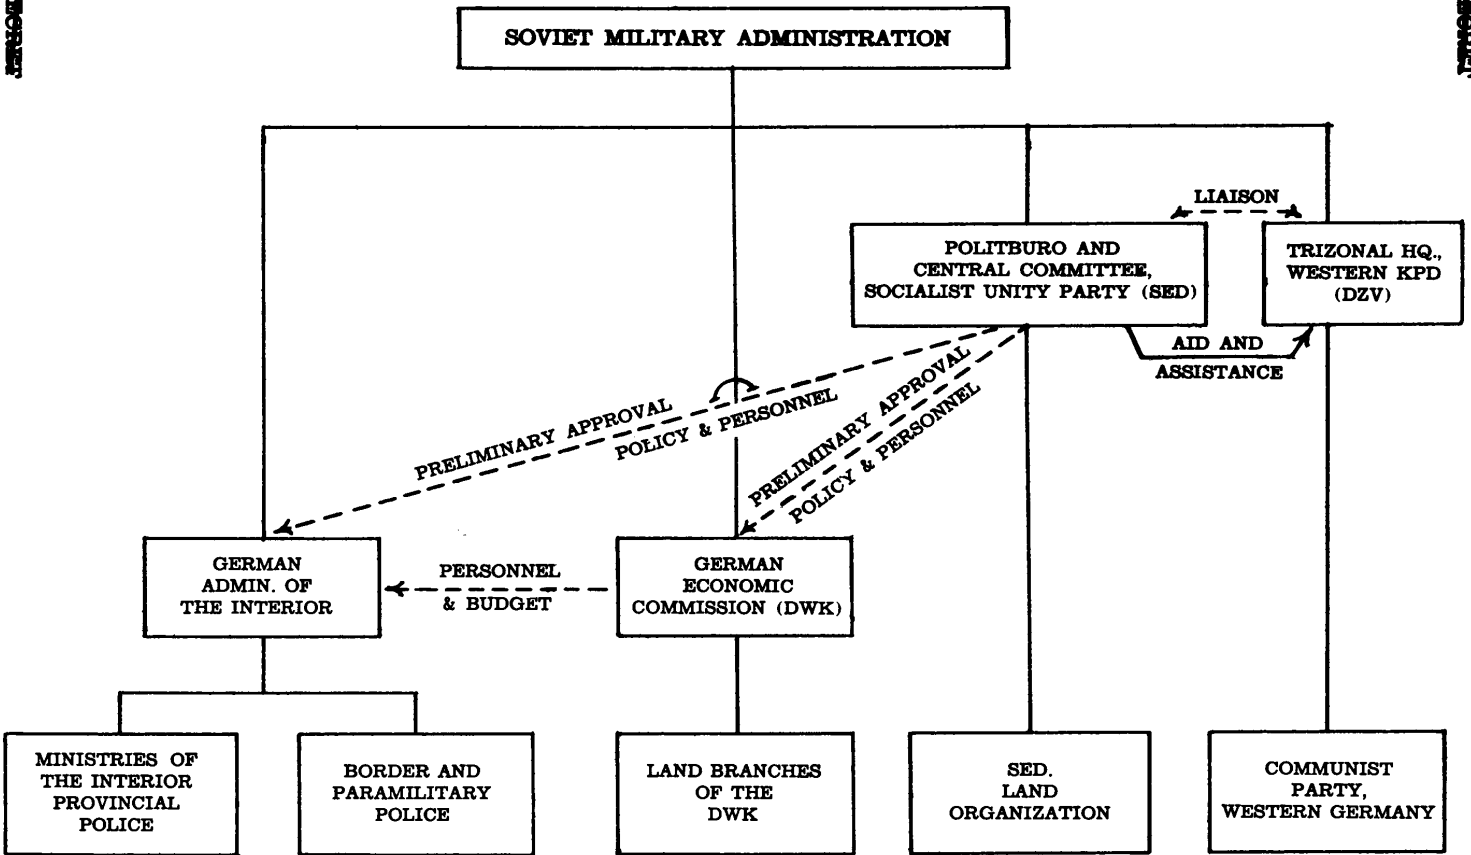 SECRET
SECRET
SOVIET MILITARY ADMINISTRATION
LIAISON
POLITBURO AND
CENTRAL COMMITTEE,
SOCIALIST UNITY PARTY (SED)
TRIZONAL HQ.,
WESTERN KPD
(DZV)
AID AND
ASSISTANCE
PRELIMINARY APPROVAL
POLICY & PERSONNEL
PRELIMINARY APPROVAL
POLICY & PERSONNEL
GERMAN
ADMIN. OF
THE INTERIOR
PERSONNEL
& BUDGET
GERMAN
ECONOMIC
COMMISSION (DWK)
MINISTRIES OF
THE INTERIOR
PROVINCIAL
POLICE
BORDER AND
PARAMILITARY
POLICE
LAND BRANCHES
OF THE
DWK
SED.
LAND
ORGANIZATION
COMMUNIST
PARTY,
WESTERN GERMANY